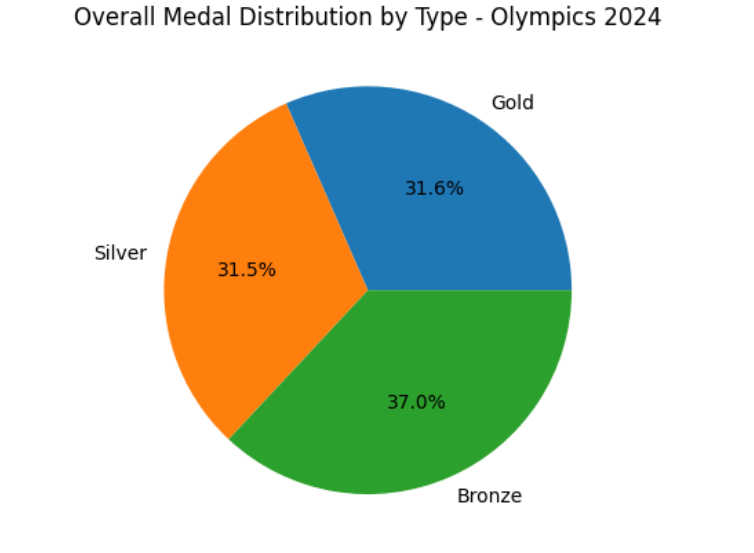 Overall Medal Distribution by Type - Olympics 2024
Gold
31.6%
Silver
31.5%
37.0%
Bronze